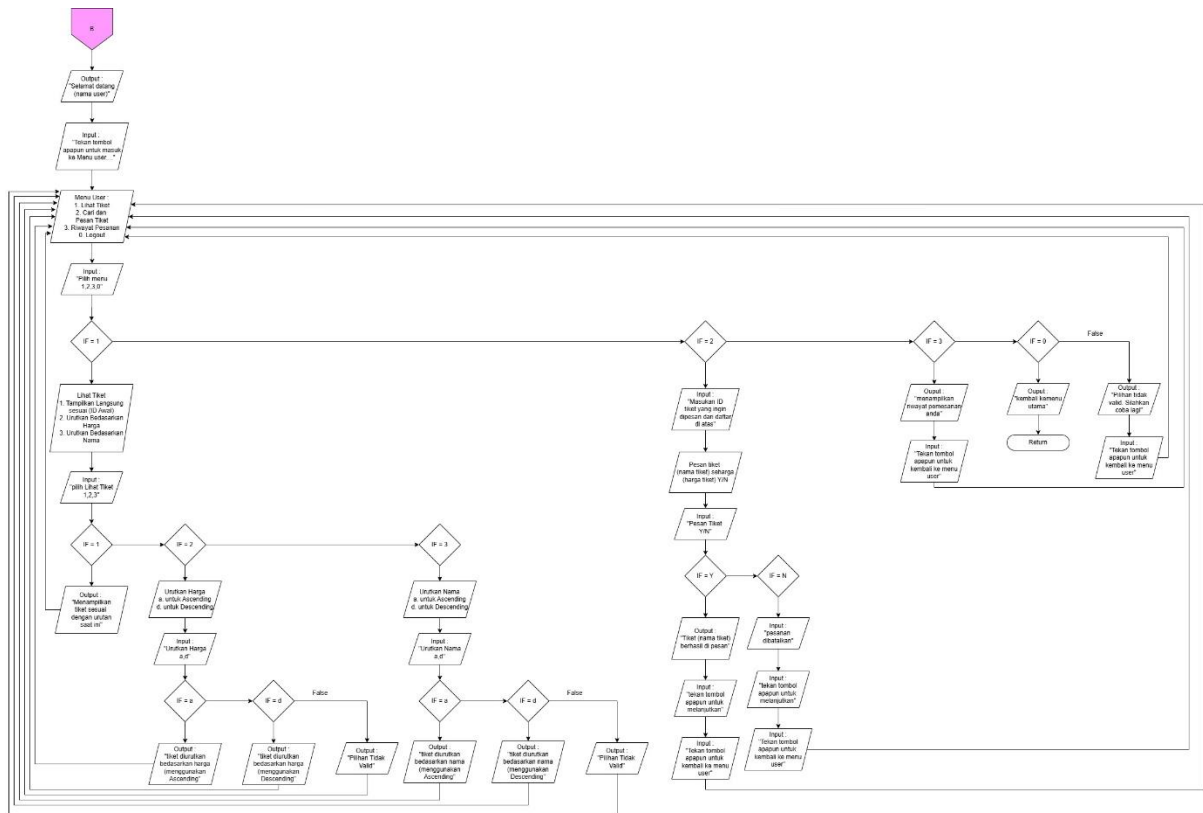 B
Output :
"Selamat datang
(nama user)"
Input :
"Tekan tombol
apapun untuk masuk
ke Menu user...."
Menu User :
1. Lihat Tiket
2. Cari dan
Pesan Tiket
3. Riwayat Pesanan
0. Logout
Input :
"Pilih menu
1,2,3,0"
IF = 1
IF = 2
IF = 3
IF = 0
False
Lihat Tiket
1. Tampilkan Langsung
sesuai (ID Awal)
2. Urutkan Bedasarkan
Harga
3. Urutkan Bedasarkan
Nama
Input :
"pilih Lihat Tiket :
1,2,3"
IF = 1
IF = 2
IF = 3
Output :
"Menampilkan
tiket sesuai
dengan urutan
saat ini"
Urutkan Harga
a. untuk Ascending
d. untuk Descending
Input :
"Urutkan Harga
a,d"
IF = a
IF = d
False
Output :
"tiket diurutkan
bedasarkan harga
(menggunakan
Ascending"
Output :
"tiket diurutkan
bedasarkan harga
(menggunakan
Descending"
Output :
"Pilihan Tidak
Valid"
Urutkan Nama
a. untuk Ascending
d. untuk Descending
Input :
"Urutkan Nama
a,d"
IF = a
IF = d
False
Output :
"tiket diurutkan
bedasarkan nama
(menggunakan
Ascending"
Output :
"tiket diurutkan
bedasarkan nama
(menggunakan
Descending"
Output :
"Pilihan Tidak
Valid"
Input :
"Masukan ID
tiket yang ingin
dipesan dan daftar
di atas"
Pesan tiket
(nama tiket) seharga
(harga tiket) Y/N
Input :
"Pesan Tiket
Y/N"
IF = Y
IF = N
Output :
"Tiket (nama tiket)
berhasil di pesan"
Input :
"tekan tombol
apapun untuk
melanjutkan"
Input :
"Tekan tombol
apapun untuk
kembali ke menu
user"
Input :
"pesanan
dibatalkan"
Input :
"tekan tombol
apapun untuk
melanjutkan"
Input :
"Tekan tombol
apapun untuk
kembali ke menu
user"
Ouput :
"menampilkan
riwayat pemesanan
anda"
Input :
"Tekan tombol
apapun untuk
kembali ke menu
user"
Ouput :
"kembali kemenu
utama"
Return
Output :
"Pilihan tidak
valid. Silahkan
coba lagi"
Input :
"Tekan tombol
apapun untuk
kembali ke menu
user"